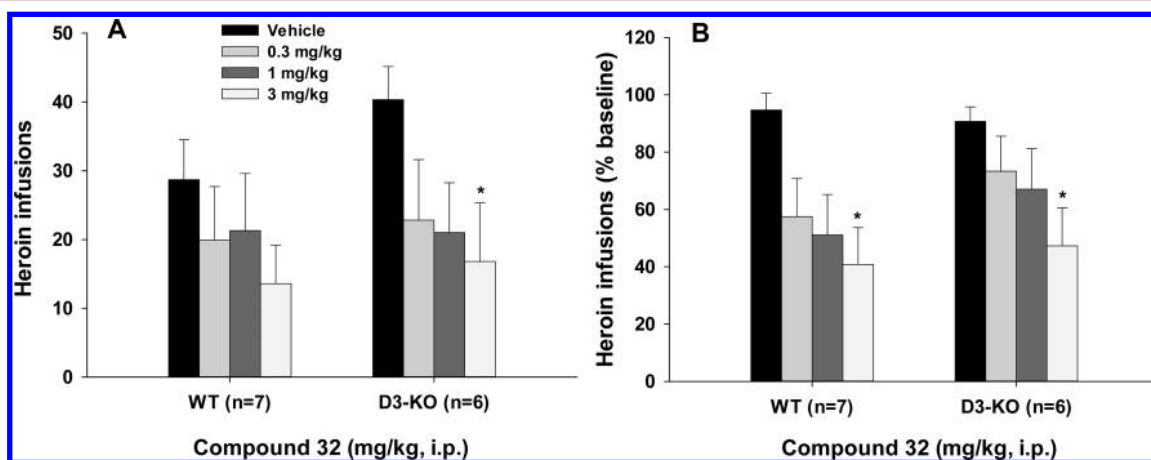 A
Vehicle
0.3 mg/kg
1 mg/kg
3 mg/kg
50
40
30
20
10
0
Heroin infusions
*
WT (n=7)
D3-KO (n=6)
Compound 32 (mg/kg, i.p.)
B
120
100
80
60
40
20
0
Heroin infusions (% baseline)
*
*
WT (n=7)
D3-KO (n=6)
Compound 32 (mg/kg, i.p.)